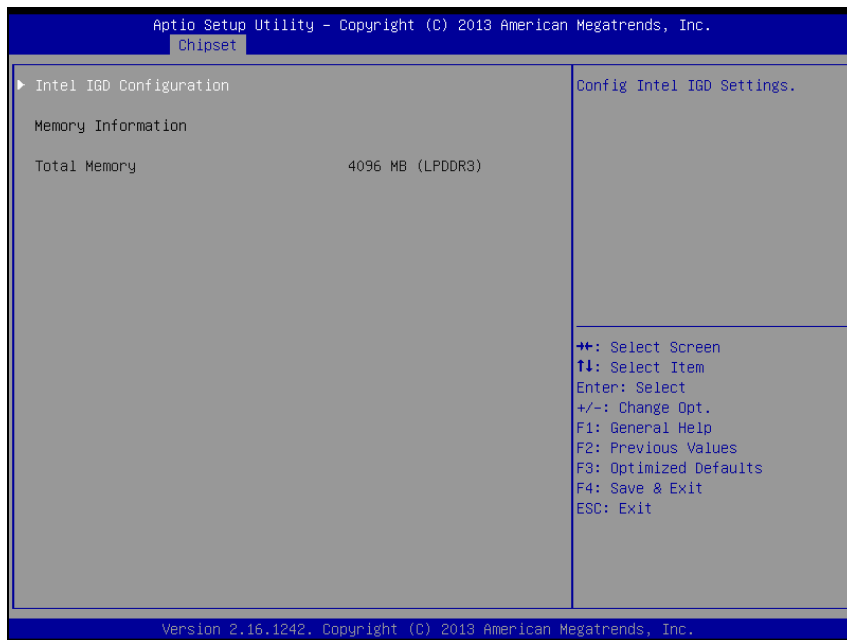 Aptio Setup Utility – Copyright (C) 2013 American Megatrends, Inc.
Chipset
▶ Intel IGD Configuration
Memory Information
Total Memory 4096 MB (LPDDR3)
Config Intel IGD Settings.
→←: Select Screen
↑↓: Select Item
Enter: Select
+/-: Change Opt.
F1: General Help
F2: Previous Values
F3: Optimized Defaults
F4: Save & Exit
ESC: Exit
Version 2.16.1242. Copyright (C) 2013 American Megatrends, Inc.